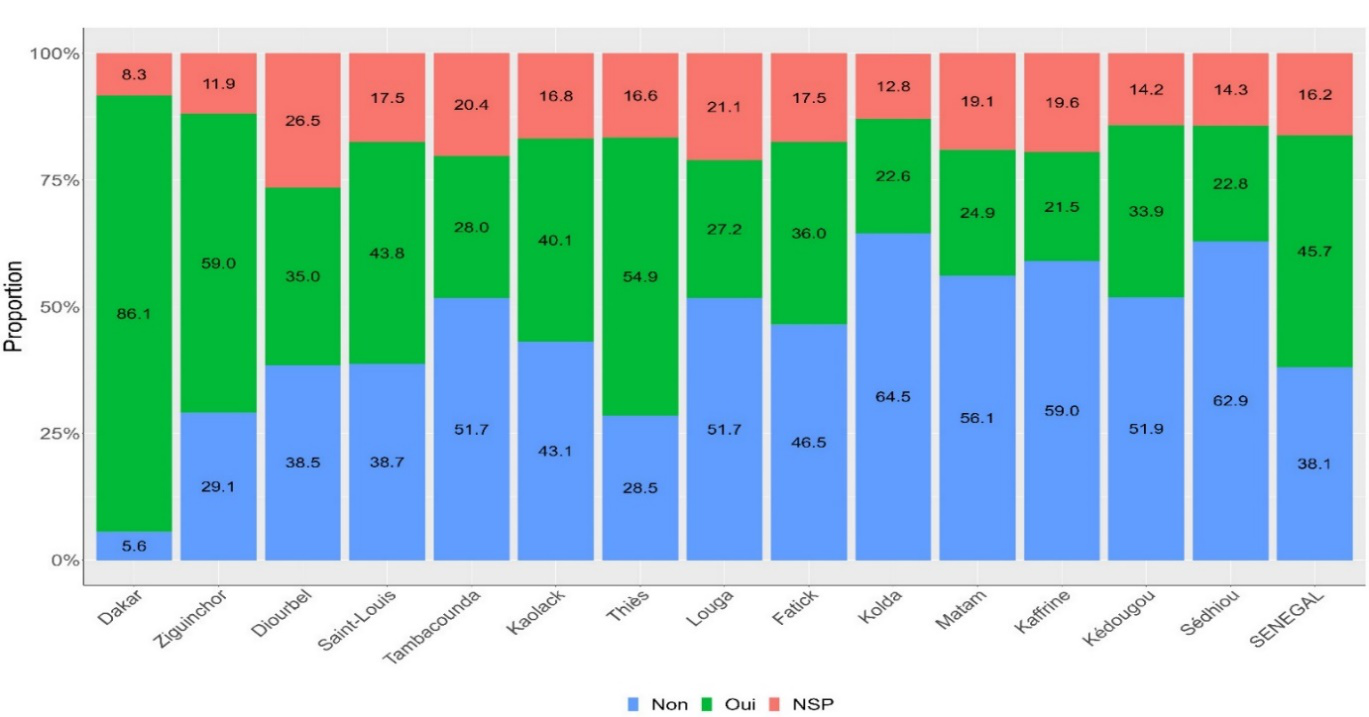 100%
75%
50%
25%
0%
Proportion
8.3 11.9 26.5 17.5 20.4 16.8 16.6 21.1 17.5 12.8 19.1 19.6 14.2 14.3 16.2
86.1 59.0 35.0 43.8 28.0 40.1 54.9 27.2 36.0 22.6 24.9 21.5 33.9 22.8 45.7
5.6 29.1 38.5 38.7 51.7 43.1 28.5 51.7 46.5 64.5 56.1 59.0 51.9 62.9 38.1
Dakar Ziguinchor Diourbel Saint-Louis Tambacounda Kaolack Thiès Louga Fatick Kolda Matam Kaffrine Kédougou Sédhiou SENEGAL
Non Oui NSP